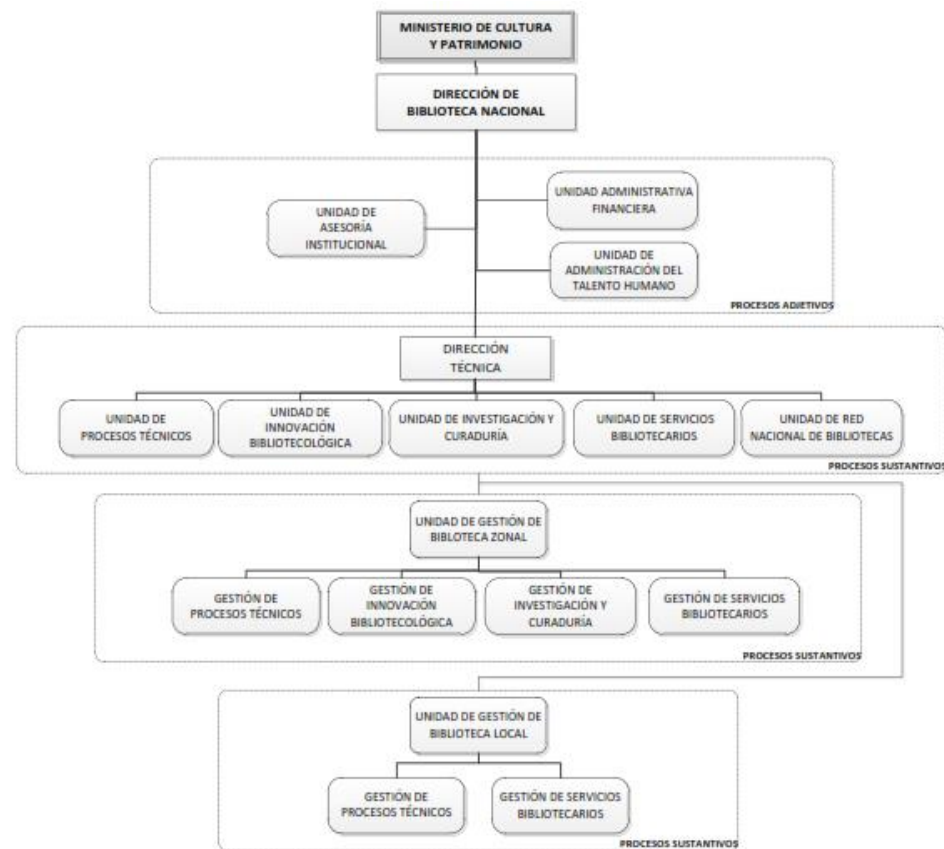 MINISTERIO DE CULTURA
Y PATRIMONIO
DIRECCIÓN DE
BIBLIOTECA NACIONAL
UNIDAD DE
ASESORÍA
INSTITUCIONAL
UNIDAD ADMINISTRATIVA
FINANCIERA
UNIDAD DE
ADMINISTRACIÓN DEL
TALENTO HUMANO
PROCESOS ADJETIVOS
DIRECCIÓN
TÉCNICA
UNIDAD DE
PROCESOS TÉCNICOS
UNIDAD DE
INNOVACIÓN
BIBLIOTECOLÓGICA
UNIDAD DE INVESTIGACIÓN Y
CURADURÍA
UNIDAD DE SERVICIOS
BIBLIOTECARIOS
UNIDAD DE RED
NACIONAL DE BIBLIOTECAS
PROCESOS SUSTANTIVOS
UNIDAD DE GESTIÓN DE
BIBLOTECA ZONAL
GESTIÓN DE
PROCESOS TÉCNICOS
GESTIÓN DE
INNOVACIÓN
BIBLIOTECOLÓGICA
GESTIÓN DE
INVESTIGACIÓN Y
CURADURÍA
GESTIÓN DE SERVICIOS
BIBLIOTECARIOS
PROCESOS SUSTANTIVOS
UNIDAD DE GESTIÓN DE
BIBLIOTECA LOCAL
GESTIÓN DE
PROCESOS TÉCNICOS
GESTIÓN DE SERVICIOS
BIBLIOTECARIOS
PROCESOS SUSTANTIVOS